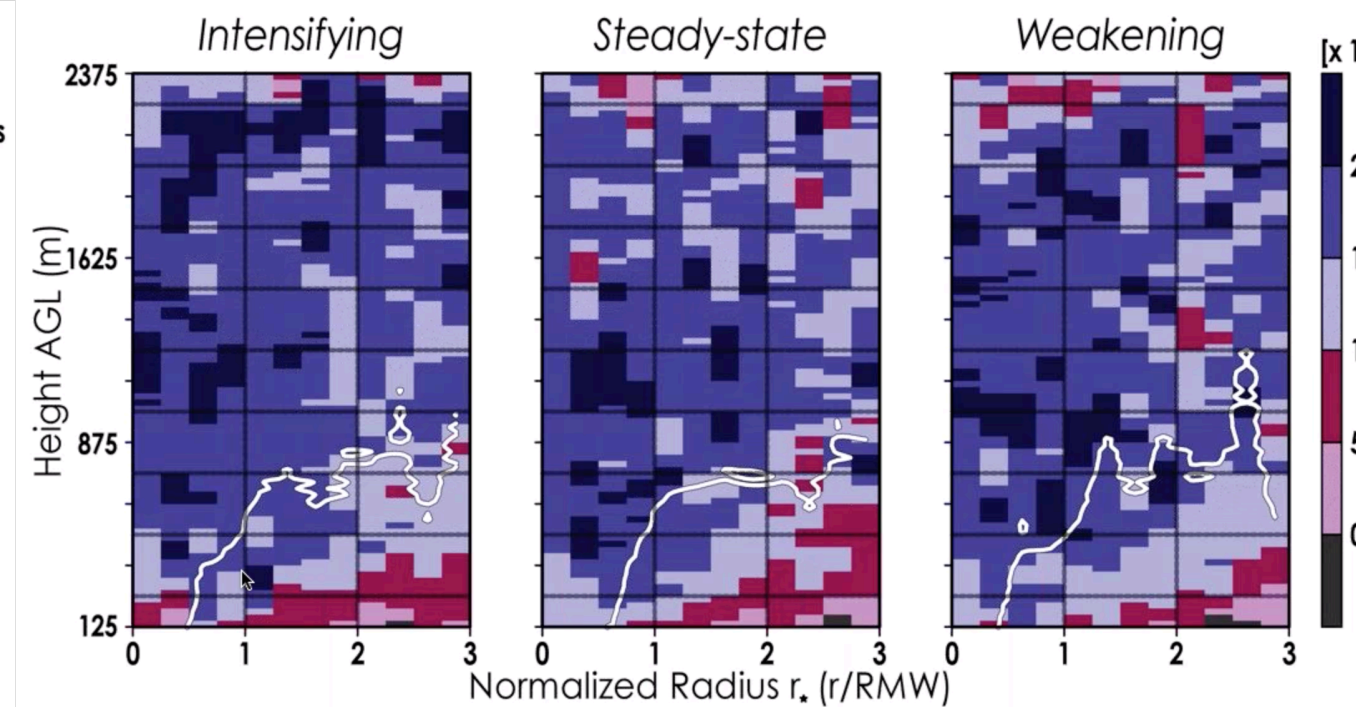 Intensifying
Steady-state
Weakening
[x 1
s
2375
1625
875
125
Height AGL (m)
0 1 2 3
0 1 2 3
0 1 2 3
Normalized Radius r⋆ (r/RMW)